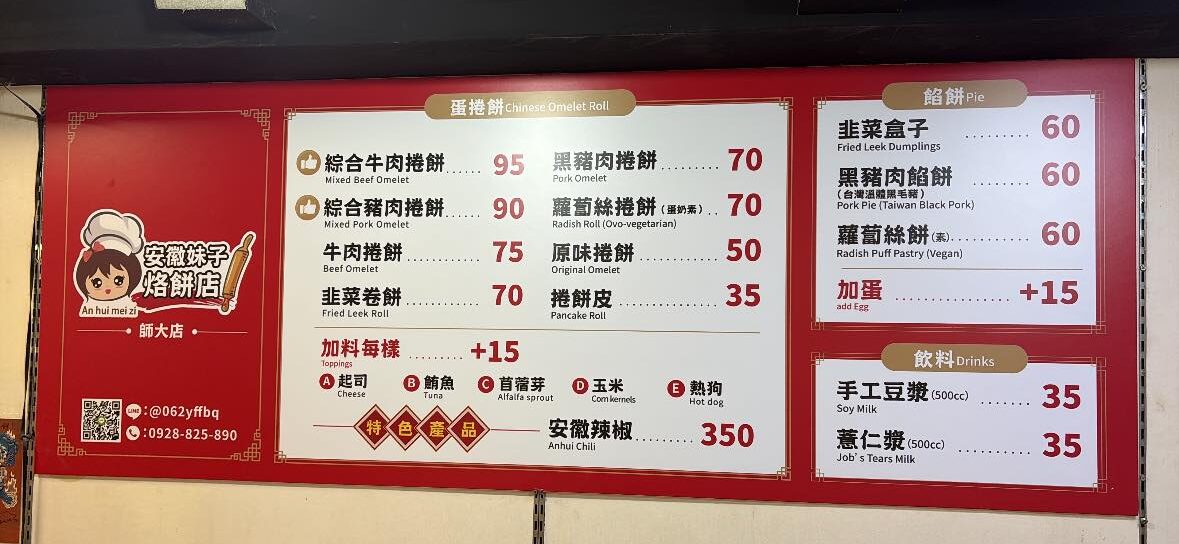 安徽妹子
烙餅店
An hui mei zi
師大店
LINE :@062yffbq
:0928-825-890
蛋捲餅 Chinese Omelet Roll
綜合牛肉捲餅...... 95
Mixed Beef Omelet
綜合豬肉捲餅...... 90
Mixed Pork Omelet
牛肉捲餅 ......... 75
Beef Omelet
韭菜卷餅 ......... 70
Fried Leek Roll
黑豬肉捲餅 ....... 70
Pork Omelet
蘿蔔絲捲餅(蛋奶素).. 70
Radish Roll (Ovo-vegetarian)
原味捲餅 .......... 50
Original Omelet
捲餅皮 ............ 35
Pancake Roll
加料每樣 ......... +15
Toppings
A 起司 B 鮪魚 C 苜蓿芽 D 玉米 E 熱狗
Cheese Tuna Alfalfa sprout Corn kernels Hot dog
特色產品 安徽辣椒......... 350
Anhui Chili
餡餅 Pie
韭菜盒子 ......... 60
Fried Leek Dumplings
黑豬肉餡餅 ........ 60
(台灣溫體黑毛豬)
Pork Pie (Taiwan Black Pork)
蘿蔔絲餅(素)........... 60
Radish Puff Pastry (Vegan)
加蛋 ................ +15
add Egg
飲料 Drinks
手工豆漿(500cc) ....... 35
Soy Milk
薏仁漿(500cc) .......... 35
Job's Tears Milk